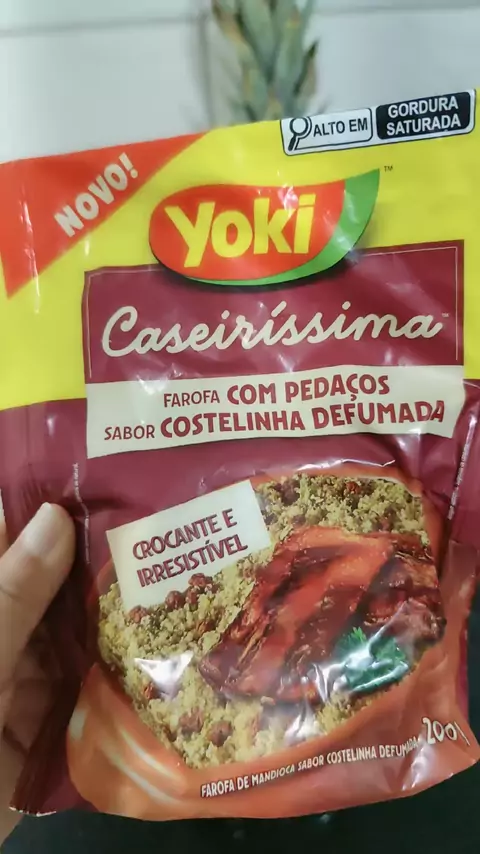 ALTO EM
GORDURA
SATURADA
NOVO!
Yoki
TM
Caseiríssima
FAROFA COM PEDAÇOS
SABOR COSTELINHA DEFUMADA
CROCANTE E
IRRESISTÍVEL
FAROFA DE MANDIOCA SABOR COSTELINHA DEFUMADA
200g